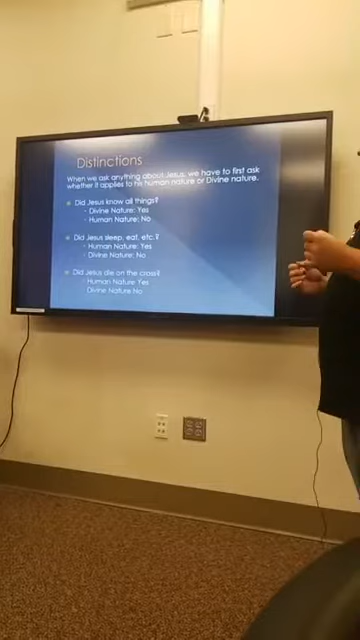 Distinctions
When we ask anything about Jesus, we have to first ask
whether it applies to his human nature or Divine nature.
Did Jesus know all things?
- Divine Nature: Yes
- Human Nature: No
Did Jesus sleep, eat, etc.?
- Human Nature: Yes
- Divine Nature: No
Did Jesus die on the cross?
- Human Nature Yes
Divine Nature No